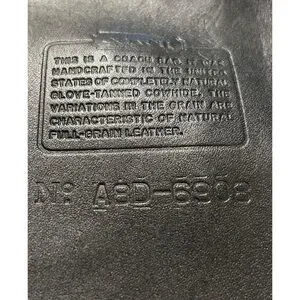 THIS IS A COACH BAG. IT WAS
HANDCRAFTED IN THE UNITED
STATES OF COMPLETELY NATURAL
GLOVE-TANNED COWHIDE. THE
VARIATIONS IN THE GRAIN ARE
CHARACTERISTIC OF NATURAL
FULL-GRAIN LEATHER.
Nº A8D-6908